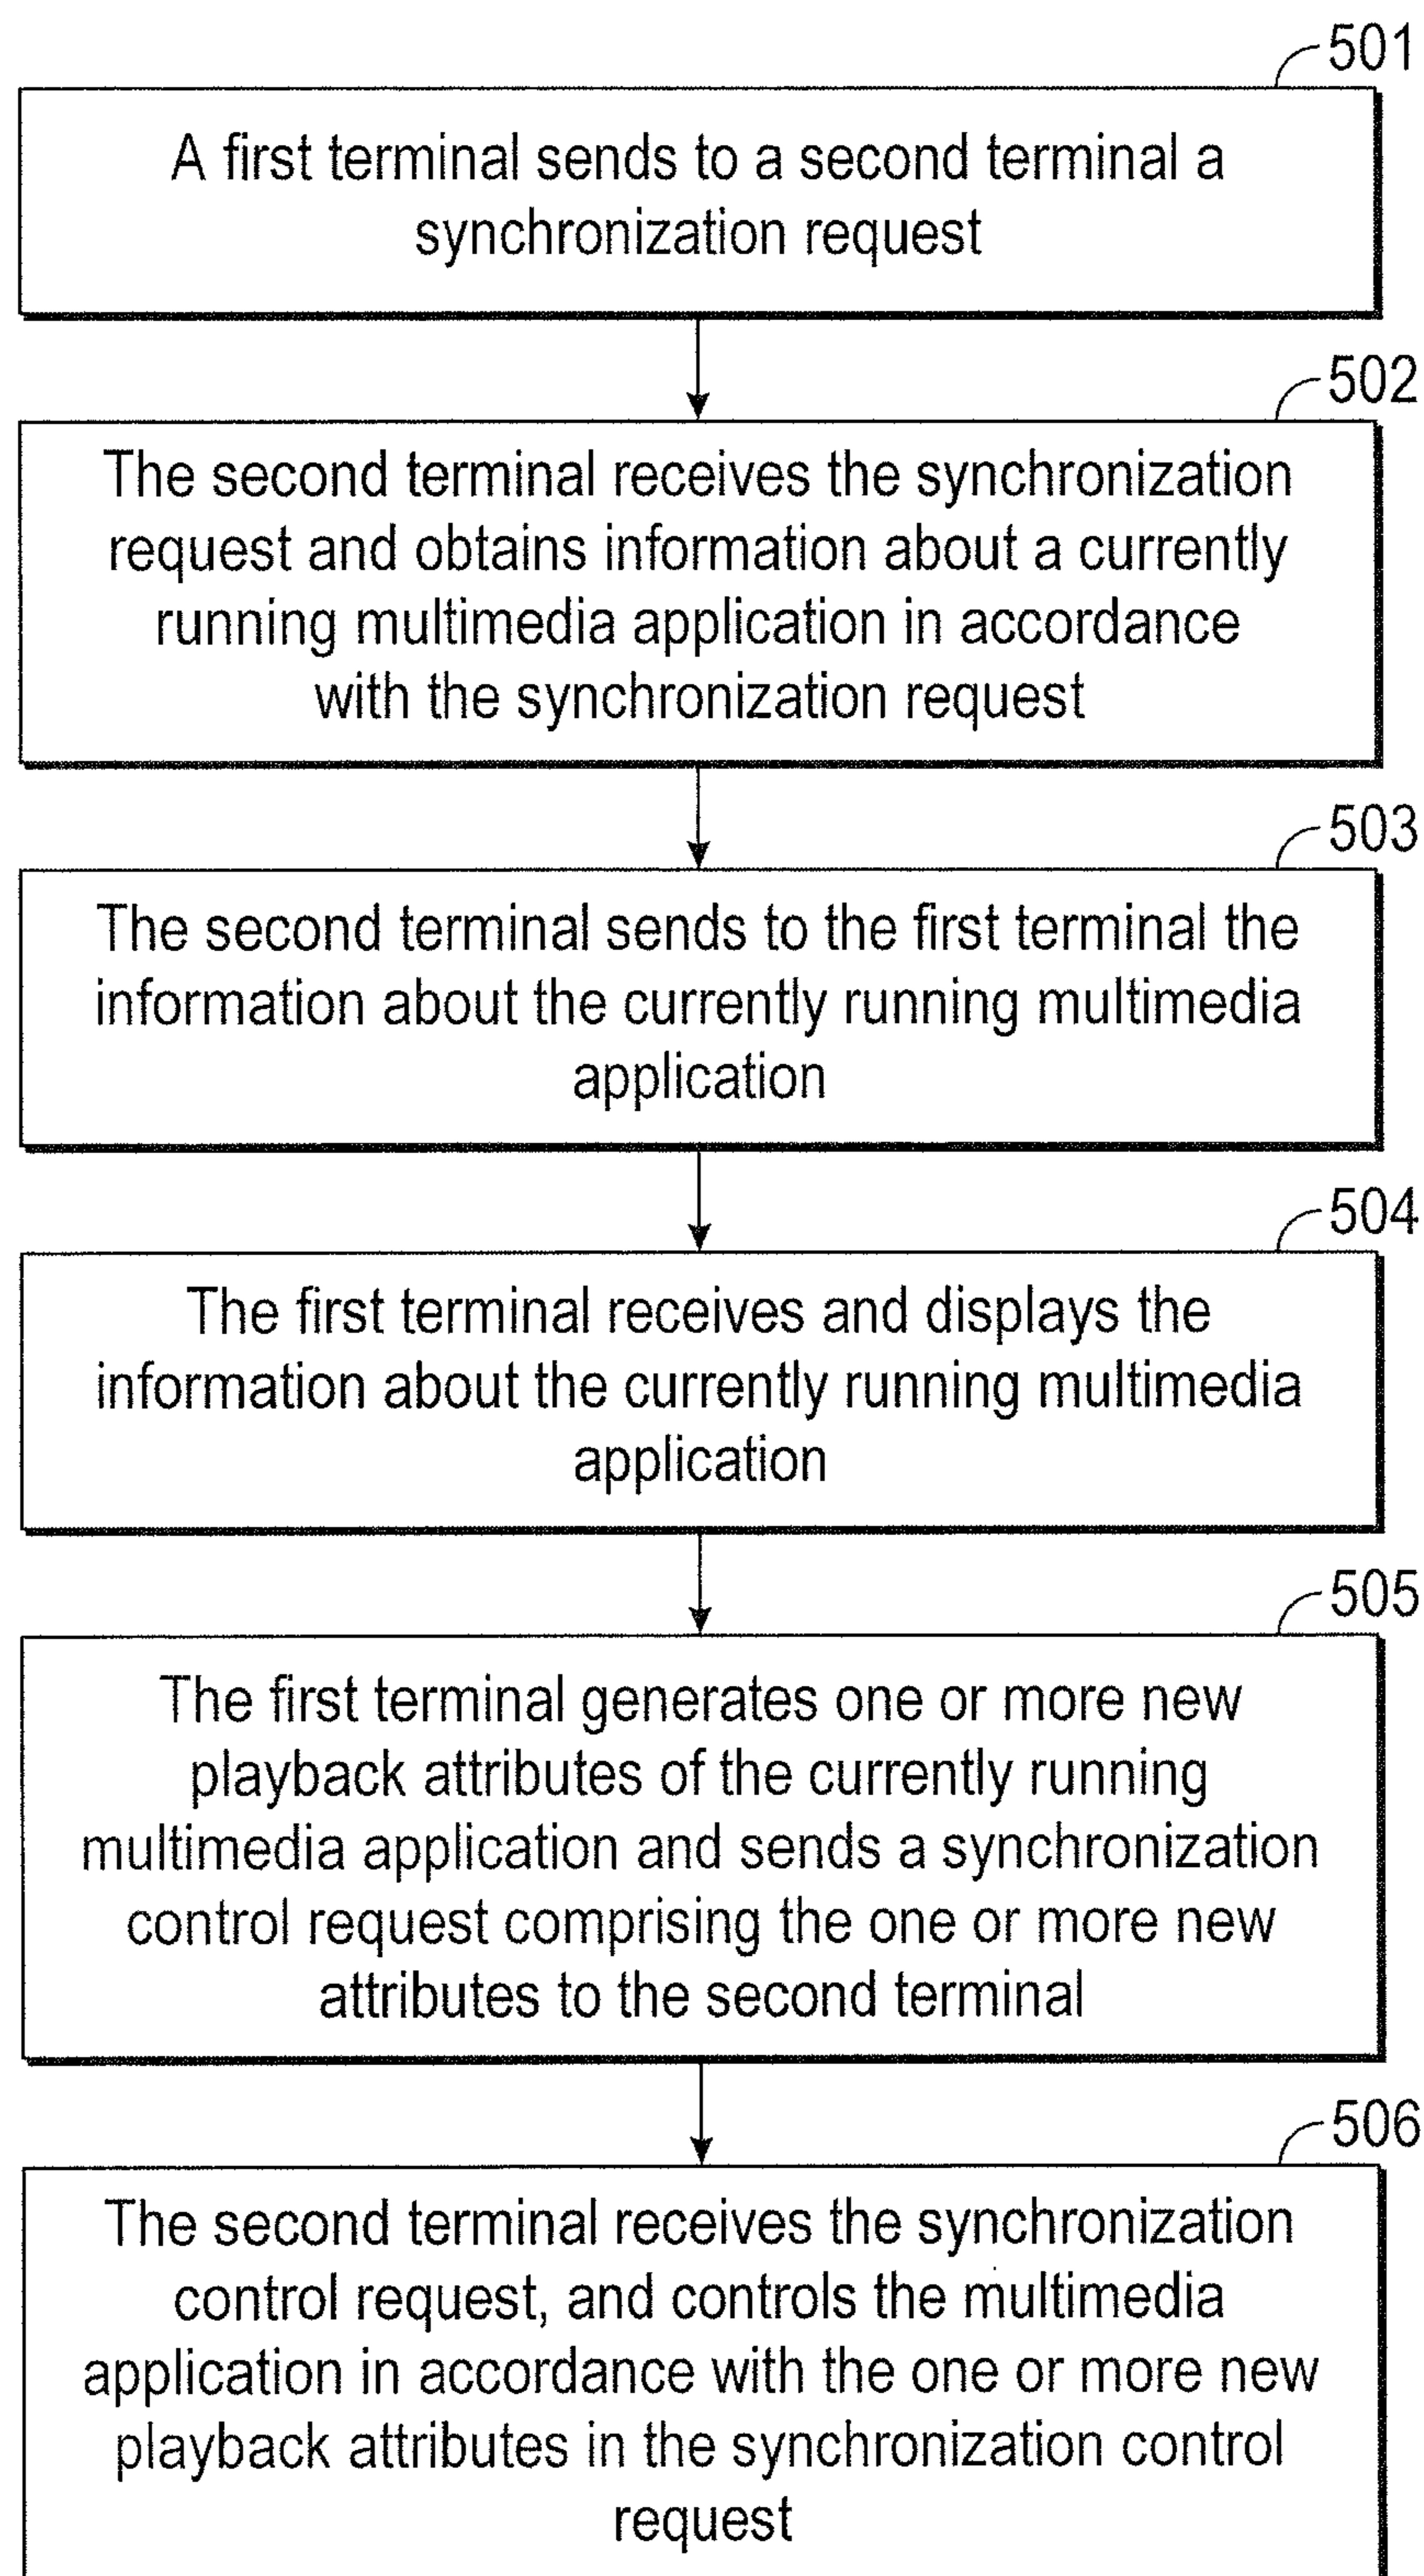 501
A first terminal sends to a second terminal a
synchronization request
502
The second terminal receives the synchronization
request and obtains information about a currently
running multimedia application in accordance
with the synchronization request
503
The second terminal sends to the first terminal the
information about the currently running multimedia
application
504
The first terminal receives and displays the
information about the currently running multimedia
application
505
The first terminal generates one or more new
playback attributes of the currently running
multimedia application and sends a synchronization
control request comprising the one or more new
attributes to the second terminal
506
The second terminal receives the synchronization
control request, and controls the multimedia
application in accordance with the one or more new
playback attributes in the synchronization control
request